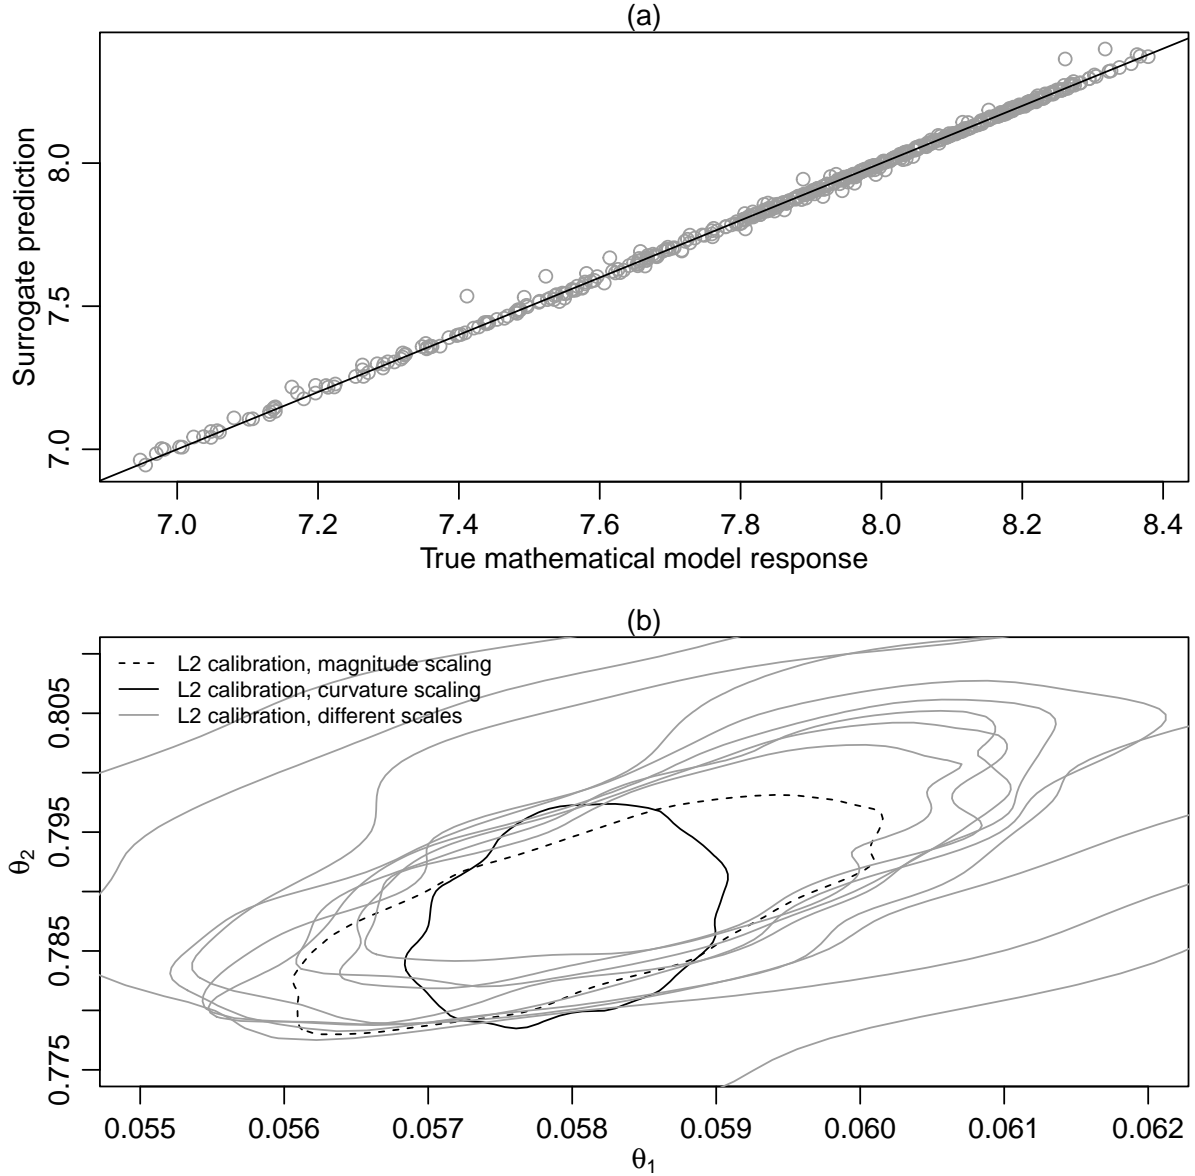 (a)
Surrogate prediction
8.0
7.5
7.0
7.0 7.2 7.4 7.6 7.8 8.0 8.2 8.4
True mathematical model response
(b)
L2 calibration, magnitude scaling
L2 calibration, curvature scaling
L2 calibration, different scales
θ2
0.805
0.795
0.785
0.775
0.055 0.056 0.057 0.058 0.059 0.060 0.061 0.062
θ1